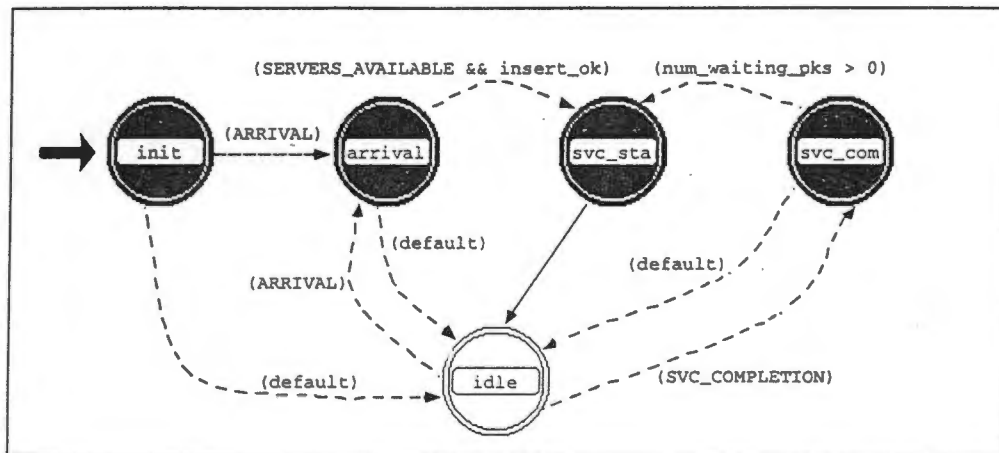 (SERVERS_AVAILABLE && insert_ok)
(num_waiting_pks > 0)
(ARRIVAL)
init
arrival
svc_sta
svc_com
(default)
(default)
(ARRIVAL)
(default)
idle
(SVC_COMPLETION)